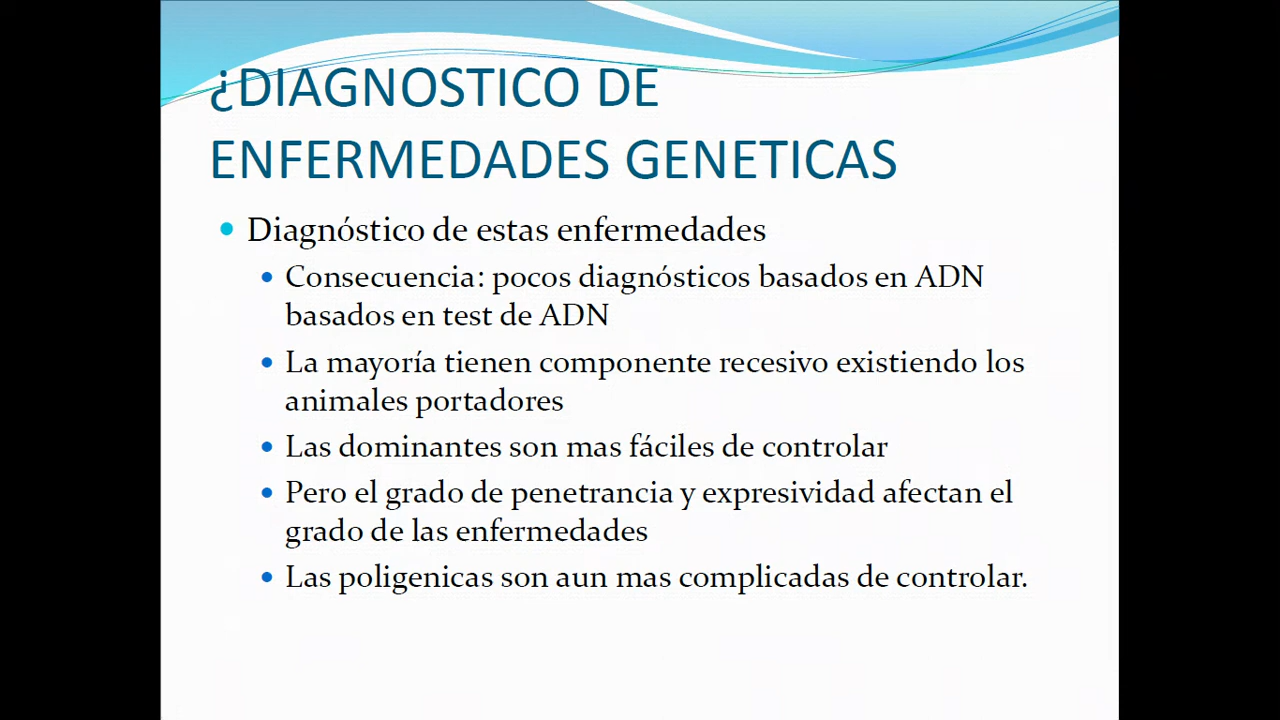 ¿DIAGNOSTICO DE
ENFERMEDADES GENETICAS
Diagnóstico de estas enfermedades
Consecuencia: pocos diagnósticos basados en ADN
basados en test de ADN
La mayoría tienen componente recesivo existiendo los
animales portadores
Las dominantes son mas fáciles de controlar
Pero el grado de penetrancia y expresividad afectan el
grado de las enfermedades
Las poligenicas son aun mas complicadas de controlar.